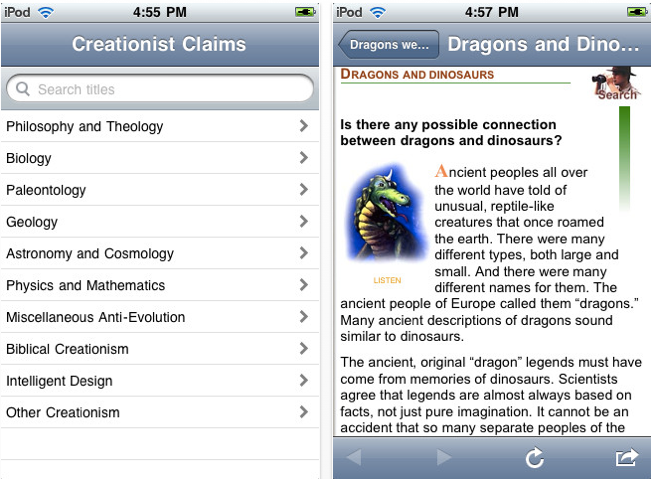 iPod 4:55 PM
Creationist Claims
Search titles
Philosophy and Theology
Biology
Paleontology
Geology
Astronomy and Cosmology
Physics and Mathematics
Miscellaneous Anti-Evolution
Biblical Creationism
Intelligent Design
Other Creationism
iPod 4:57 PM
Dragons we... Dragons and Dino...
DRAGONS AND DINOSAURS
Search
Is there any possible connection
between dragons and dinosaurs?
Ancient peoples all over
the world have told of
unusual, reptile-like
creatures that once roamed
the earth. There were many
different types, both large and
small. And there were many
different names for them. The
LISTEN
ancient people of Europe called them “dragons.”
Many ancient descriptions of dragons sound
similar to dinosaurs.
The ancient, original “dragon” legends must have
come from memories of dinosaurs. Scientists
agree that legends are almost always based on
facts, not just pure imagination. It cannot be an
accident that so many separate peoples of the